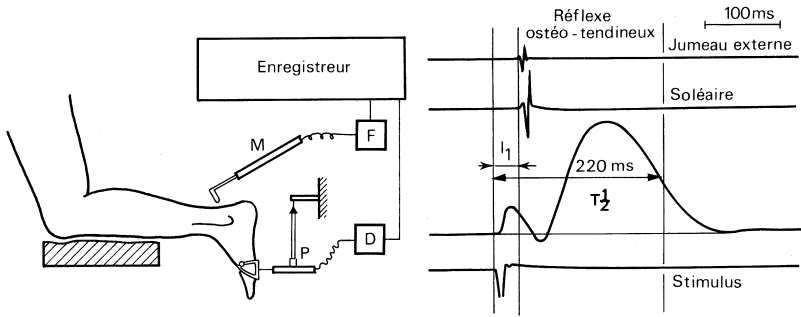 Enregistreur
M
F
P
D
Réflexe
ostéo-tendineux
100ms
Jumeau externe
Soléaire
I1
220 ms
T½
Stimulus